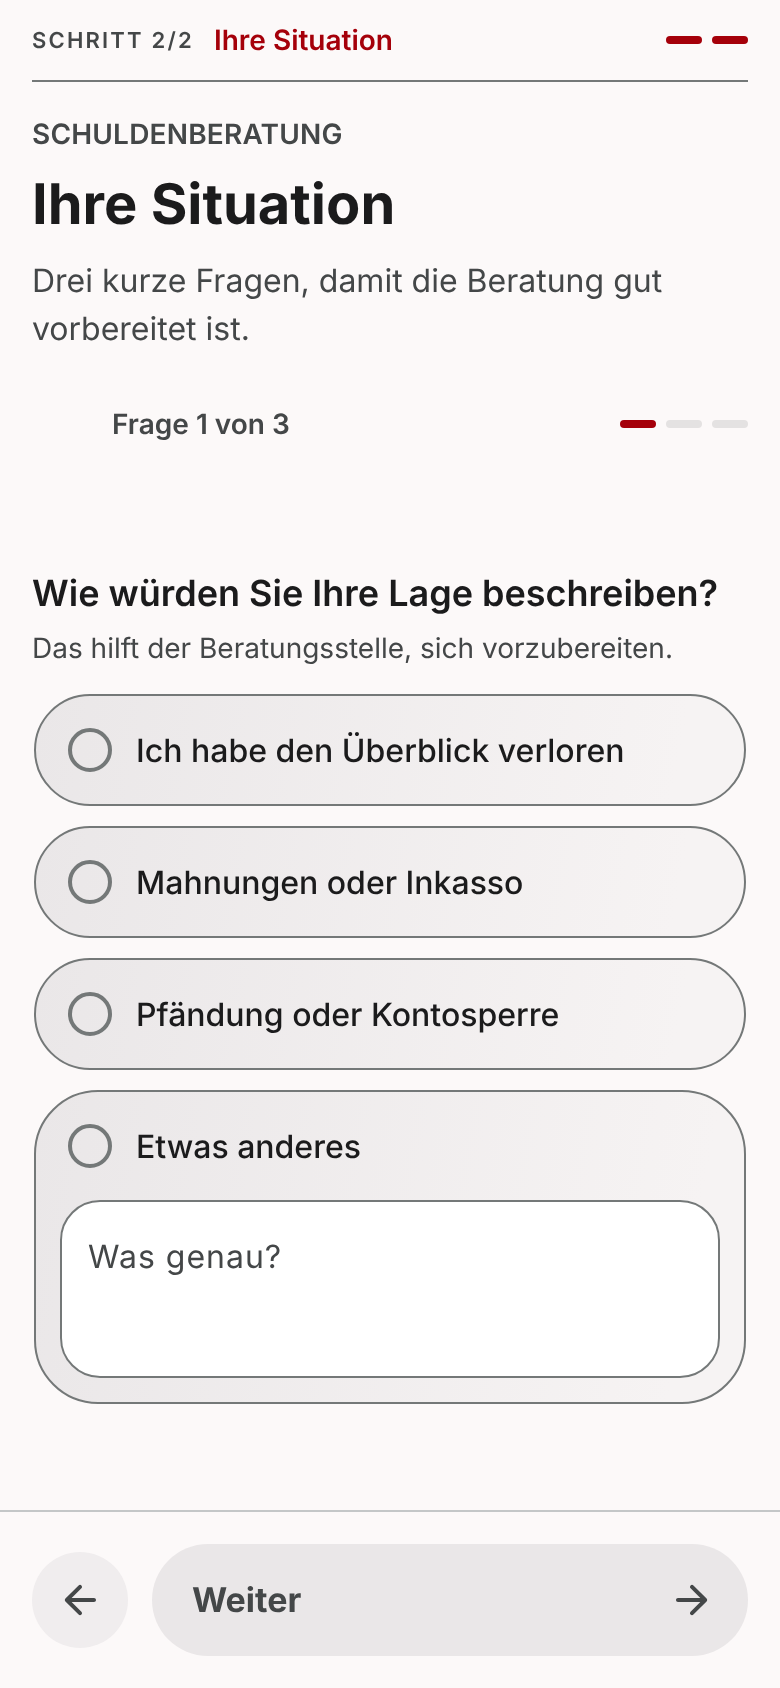 SCHRITT 2/2 Ihre Situation
SCHULDENBERATUNG
Ihre Situation
Drei kurze Fragen, damit die Beratung gut
vorbereitet ist.
Frage 1 von 3
Wie würden Sie Ihre Lage beschreiben?
Das hilft der Beratungsstelle, sich vorzubereiten.
Ich habe den Überblick verloren
Mahnungen oder Inkasso
Pfändung oder Kontosperre
Etwas anderes
Was genau?
Weiter